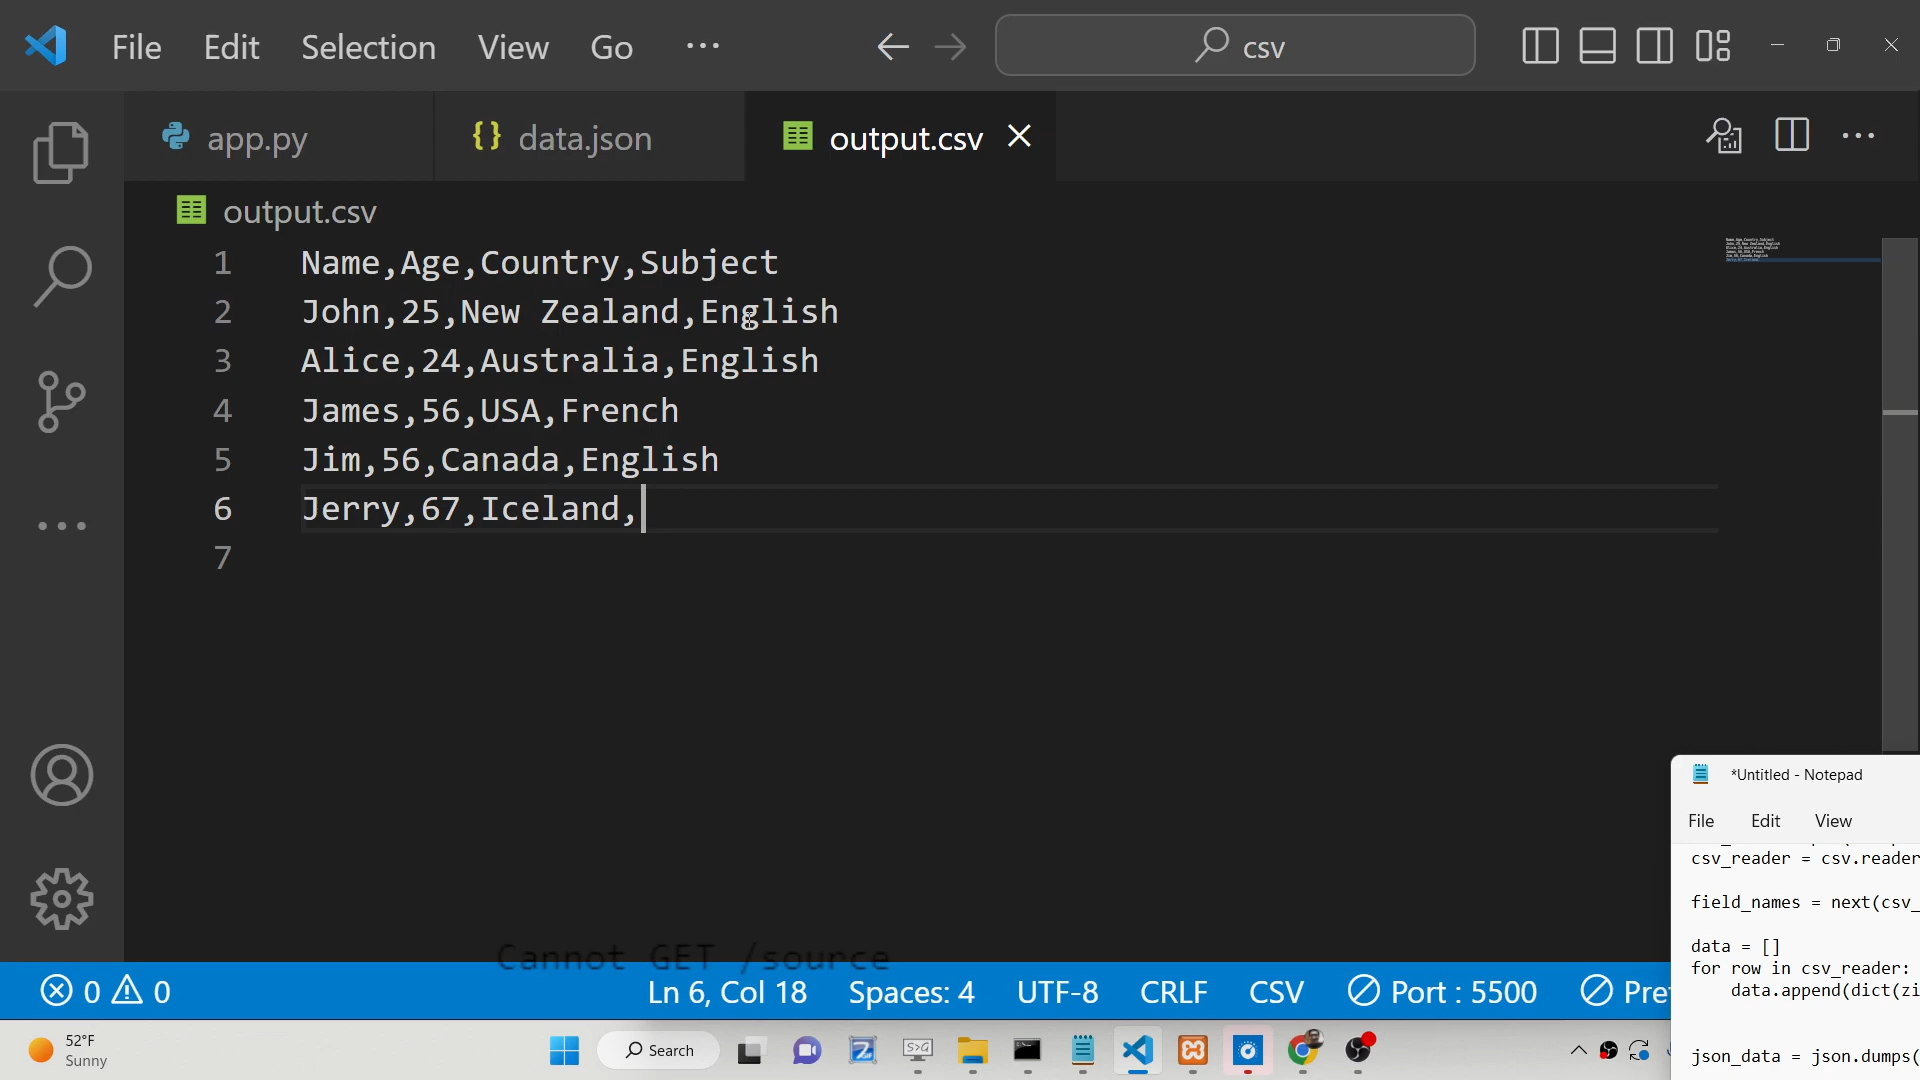 File Edit Selection View Go ... csv
app.py data.json output.csv
output.csv
1 Name,Age,Country,Subject
2 John,25,New Zealand,English
3 Alice,24,Australia,English
4 James,56,USA,French
5 Jim,56,Canada,English
6 Jerry,67,Iceland,
7
*Untitled - Notepad
File Edit View
csv_reader = csv.reader
field_names = next(csv_
data = []
for row in csv_reader:
data.append(dict(zi
json_data = json.dumps(
Cannot GET /source
0 0 Ln 6, Col 18 Spaces: 4 UTF-8 CRLF CSV Port : 5500 Pret
52°F
Sunny
Search